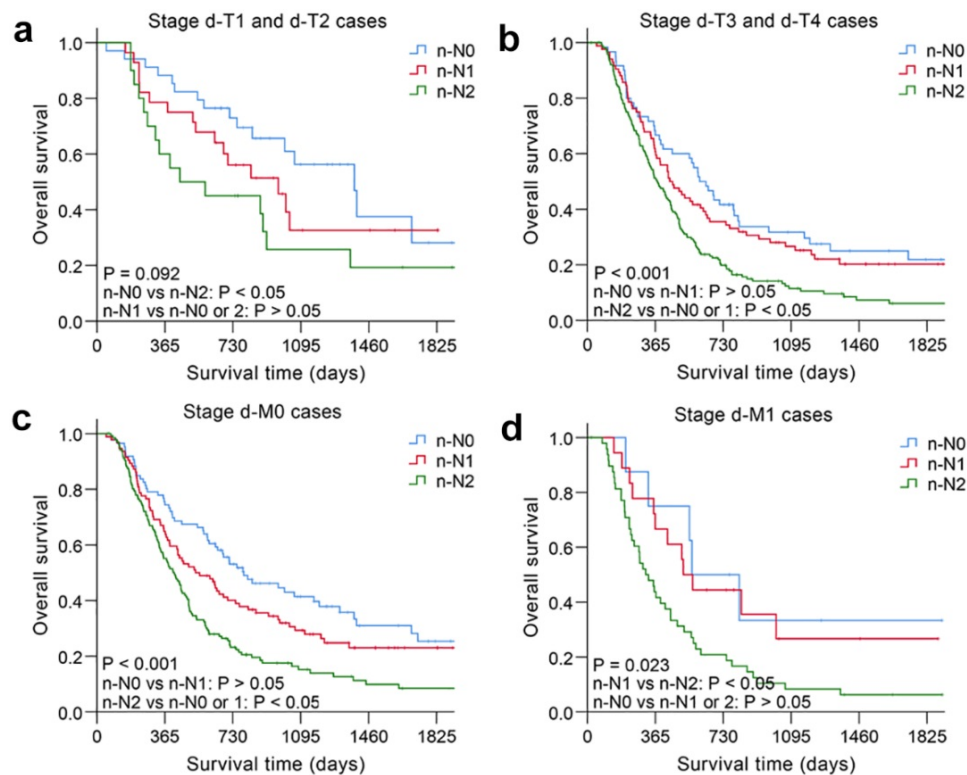 a
Stage d-T1 and d-T2 cases
n-N0
n-N1
n-N2
Overall survival
1.0
0.8
0.6
0.4
0.2
0.0
P = 0.092
n-N0 vs n-N2: P < 0.05
n-N1 vs n-N0 or 2: P > 0.05
0 365 730 1095 1460 1825
Survival time (days)
b
Stage d-T3 and d-T4 cases
n-N0
n-N1
n-N2
Overall survival
1.0
0.8
0.6
0.4
0.2
0.0
P < 0.001
n-N0 vs n-N1: P > 0.05
n-N2 vs n-N0 or 1: P < 0.05
0 365 730 1095 1460 1825
Survival time (days)
c
Stage d-M0 cases
n-N0
n-N1
n-N2
Overall survival
1.0
0.8
0.6
0.4
0.2
0.0
P < 0.001
n-N0 vs n-N1: P > 0.05
n-N2 vs n-N0 or 1: P < 0.05
0 365 730 1095 1460 1825
Survival time (days)
d
Stage d-M1 cases
n-N0
n-N1
n-N2
Overall survival
1.0
0.8
0.6
0.4
0.2
0.0
P = 0.023
n-N1 vs n-N2: P < 0.05
n-N0 vs n-N1 or 2: P > 0.05
0 365 730 1095 1460 1825
Survival time (days)